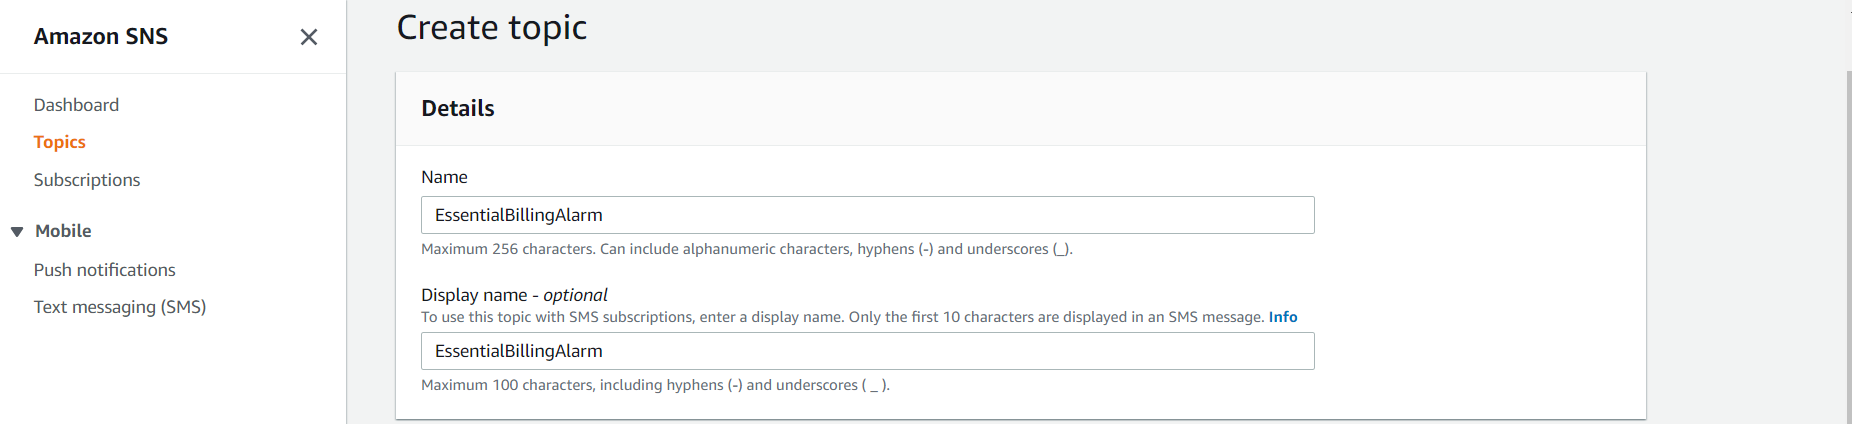 Amazon SNS
Dashboard
Topics
Subscriptions
Mobile
Push notifications
Text messaging (SMS)
Create topic
Details
Name
EssentialBillingAlarm
Maximum 256 characters. Can include alphanumeric characters, hyphens (-) and underscores (_).
Display name - optional
To use this topic with SMS subscriptions, enter a display name. Only the first 10 characters are displayed in an SMS message. Info
EssentialBillingAlarm
Maximum 100 characters, including hyphens (-) and underscores ( _ ).